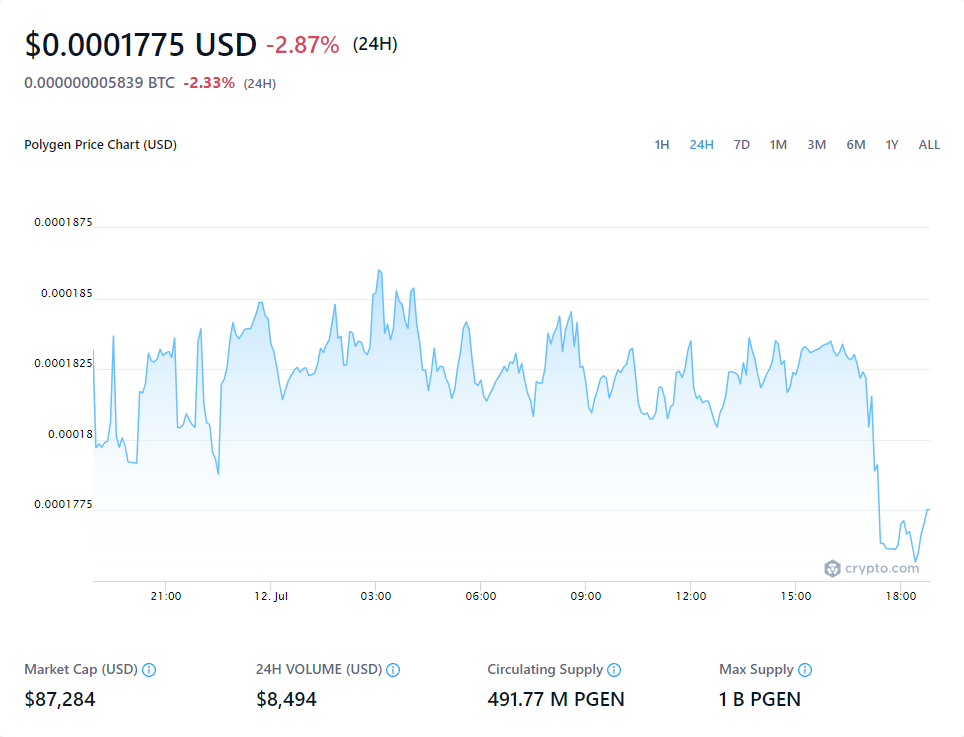 $0.0001775 USD -2.87% (24H)
0.000000005839 BTC -2.33% (24H)
Polygen Price Chart (USD) 1H 24H 7D 1M 3M 6M 1Y ALL
0.0001875
0.000185
0.0001825
0.00018
0.0001775
crypto.com
21:00 12. Jul 03:00 06:00 09:00 12:00 15:00 18:00
Market Cap (USD) 24H VOLUME (USD) Circulating Supply Max Supply
$87,284 $8,494 491.77 M PGEN 1 B PGEN